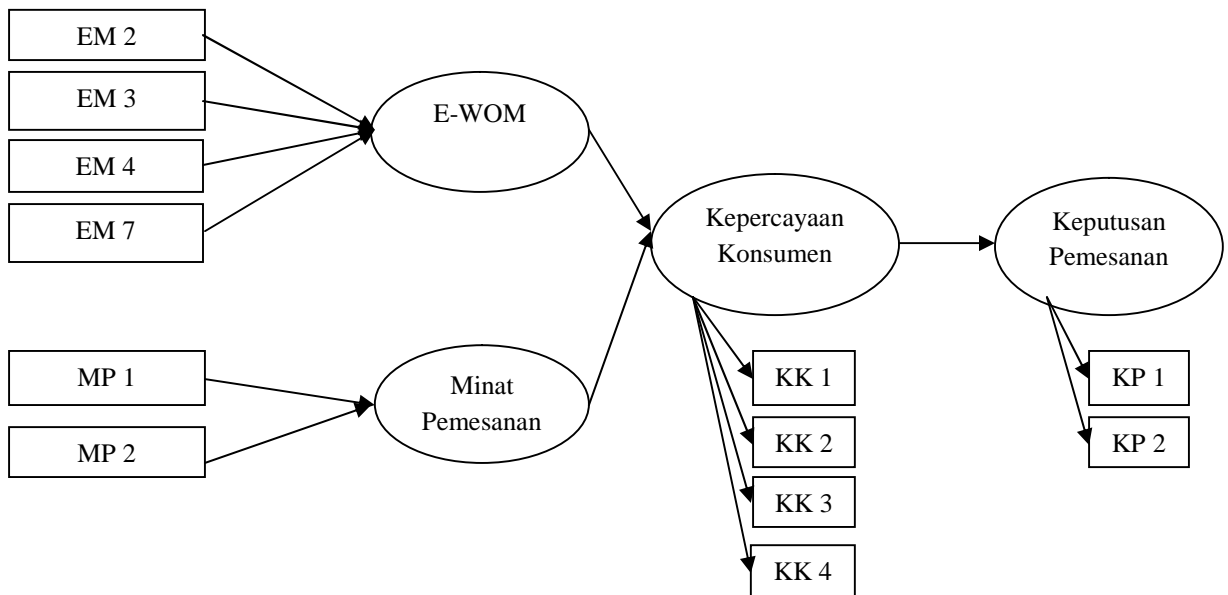 EM 2
EM 3
EM 4
EM 7
E-WOM
MP 1
MP 2
Minat
Pemesanan
Kepercayaan
Konsumen
KK 1
KK 2
KK 3
KK 4
Keputusan
Pemesanan
KP 1
KP 2